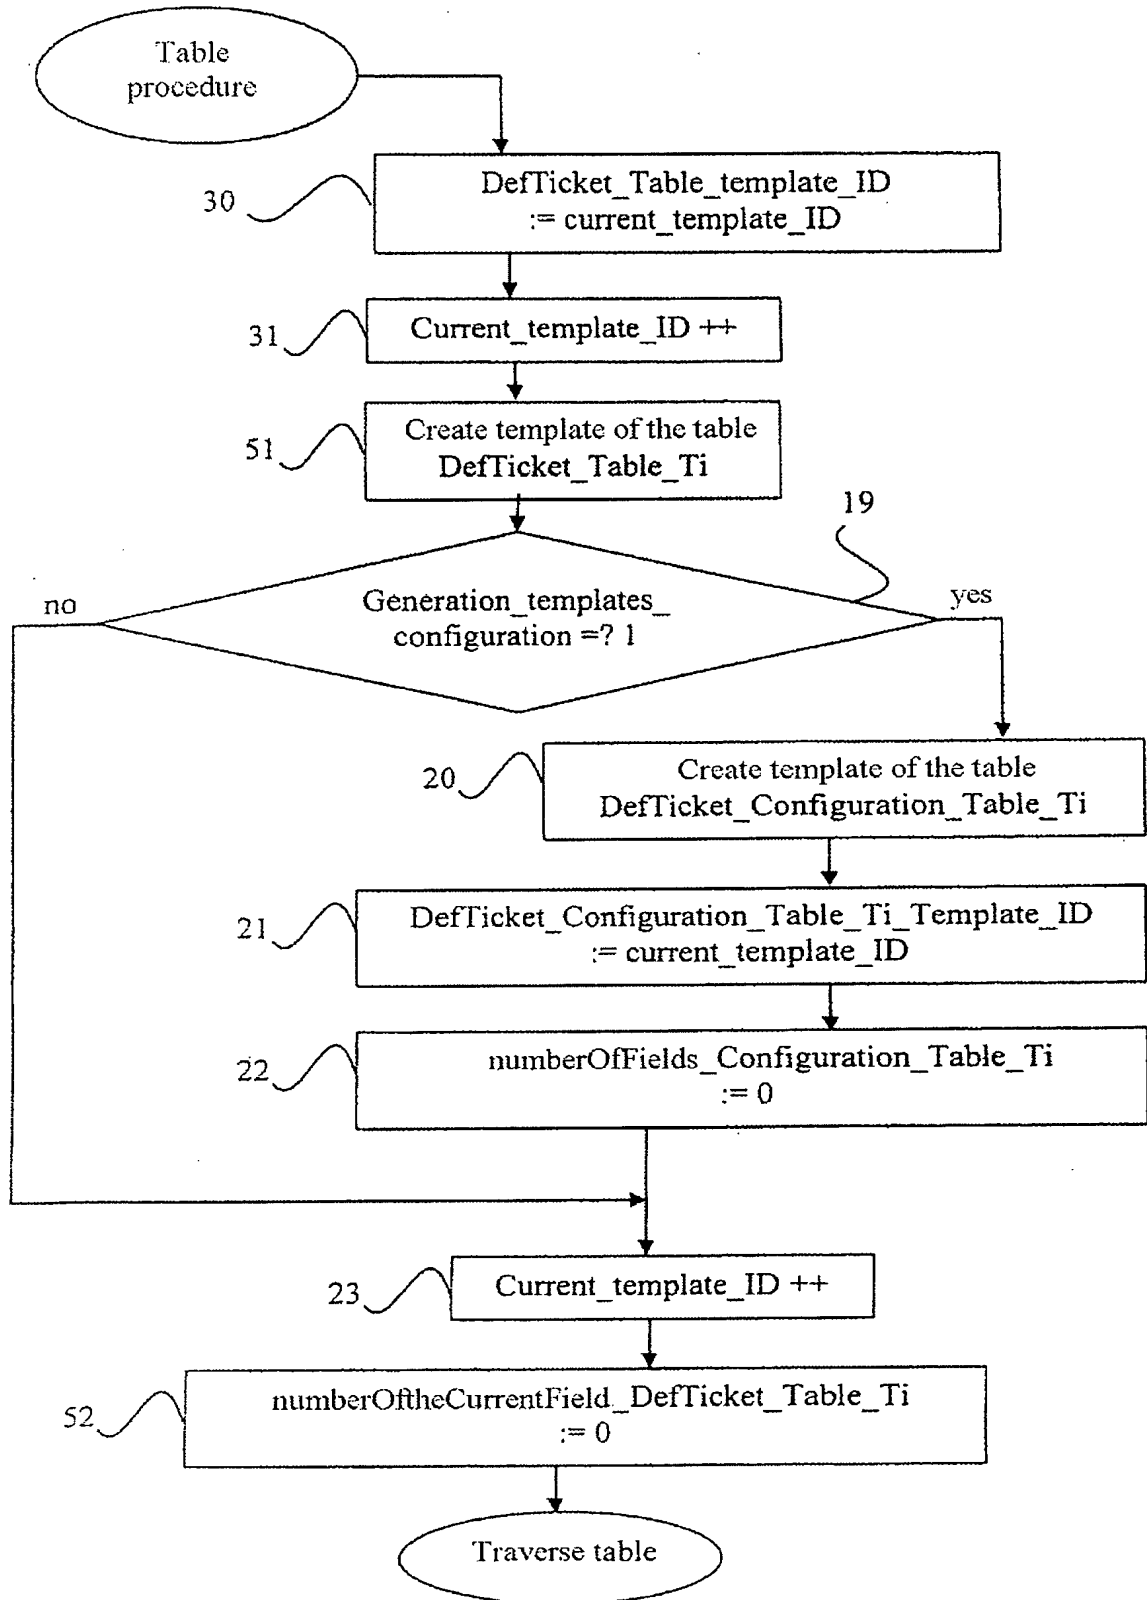 Table
procedure
30
DefTicket_Table_template_ID
:= current_template_ID
31
Current_template_ID ++
51
Create template of the table
DefTicket_Table_Ti
19
no
Generation_templates_
configuration =? 1
yes
20
Create template of the table
DefTicket_Configuration_Table_Ti
21
DefTicket_Configuration_Table_Ti_Template_ID
:= current_template_ID
22
numberOfFields_Configuration_Table_Ti
:= 0
23
Current_template_ID ++
52
numberOftheCurrentField_DefTicket_Table_Ti
:= 0
Traverse table